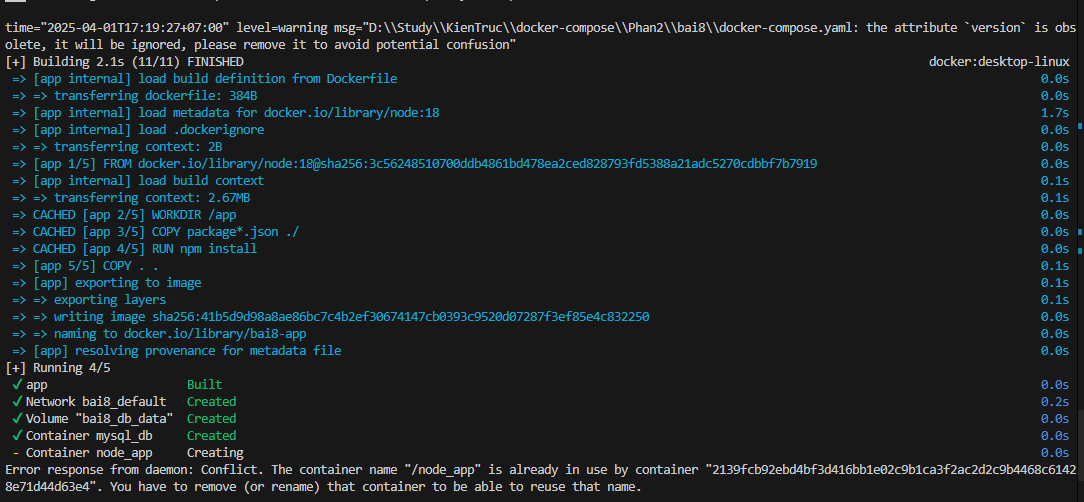 time="2025-04-01T17:19:27+07:00" level=warning msg="D:\\Study\\KienTruc\\docker-compose\\Phan2\\bai8\\docker-compose.yaml: the attribute `version` is obs
olete, it will be ignored, please remove it to avoid potential confusion"
[+] Building 2.1s (11/11) FINISHED docker:desktop-linux
=> [app internal] load build definition from Dockerfile 0.0s
=> => transferring dockerfile: 384B 0.0s
=> [app internal] load metadata for docker.io/library/node:18 1.7s
=> [app internal] load .dockerignore 0.0s
=> => transferring context: 2B 0.0s
=> [app 1/5] FROM docker.io/library/node:18@sha256:3c56248510700ddb4861bd478ea2ced828793fd5388a21adc5270cdbbf7b7919 0.0s
=> [app internal] load build context 0.1s
=> => transferring context: 2.67MB 0.1s
=> CACHED [app 2/5] WORKDIR /app 0.0s
=> CACHED [app 3/5] COPY package*.json ./ 0.0s
=> CACHED [app 4/5] RUN npm install 0.0s
=> [app 5/5] COPY . . 0.1s
=> [app] exporting to image 0.1s
=> => exporting layers 0.1s
=> => writing image sha256:41b5d9d98a8ae86bc7c4b2ef30674147cb0393c9520d07287f3ef85e4c832250 0.0s
=> => naming to docker.io/library/bai8-app 0.0s
=> [app] resolving provenance for metadata file 0.0s
[+] Running 4/5
✓ app Built 0.0s
✓ Network bai8_default Created 0.2s
✓ Volume "bai8_db_data" Created 0.0s
✓ Container mysql_db Created 0.0s
- Container node_app Creating 0.0s
Error response from daemon: Conflict. The container name "/node_app" is already in use by container "2139fcb92ebd4bf3d416bb1e02c9b1ca3f2ac2d2c9b4468c6142
8e71d44d63e4". You have to remove (or rename) that container to be able to reuse that name.